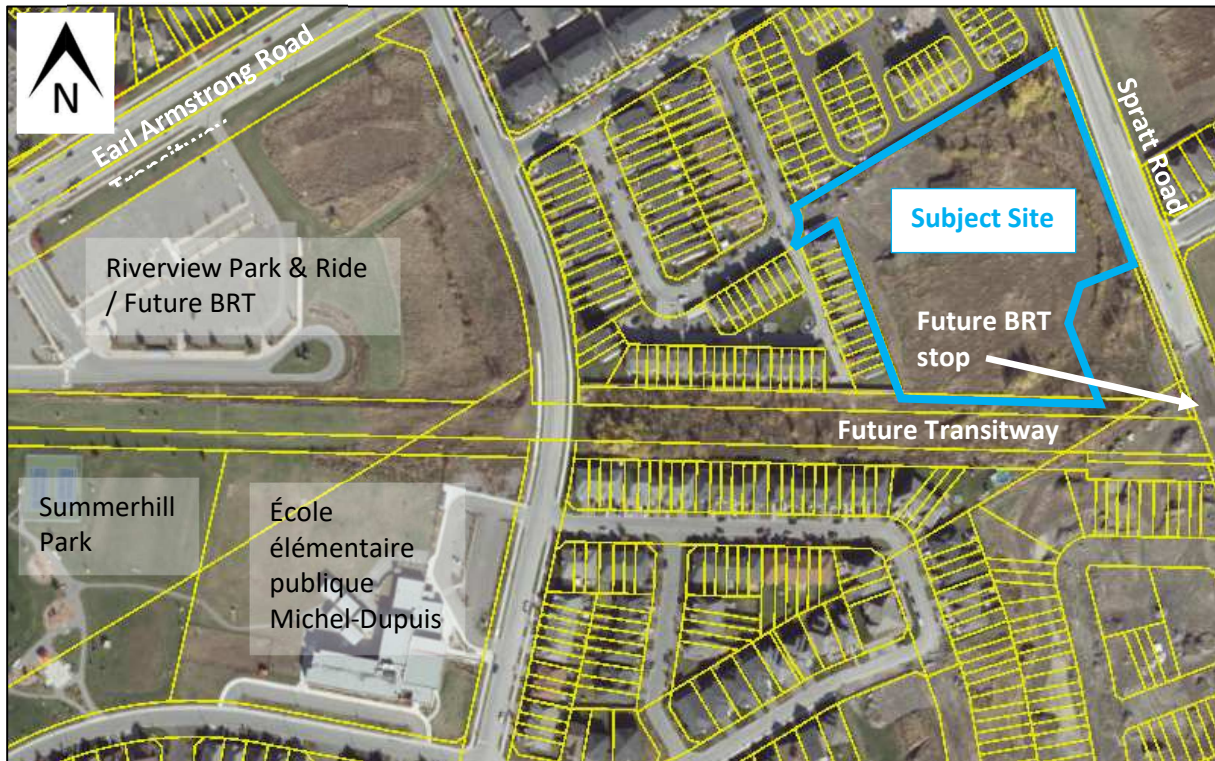 N
Earl Armstrong Road
Transitway
Spratt Road
Subject Site
Riverview Park & Ride
/ Future BRT
Future BRT
stop
Future Transitway
Summerhill
Park
École
élémentaire
publique
Michel-Dupuis